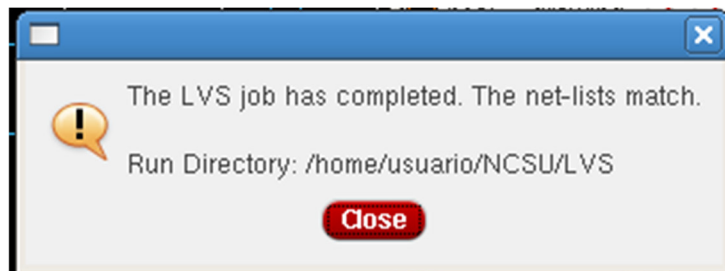 The LVS job has completed. The net-lists match.
Run Directory: /home/usuario/NCSU/LVS
Close